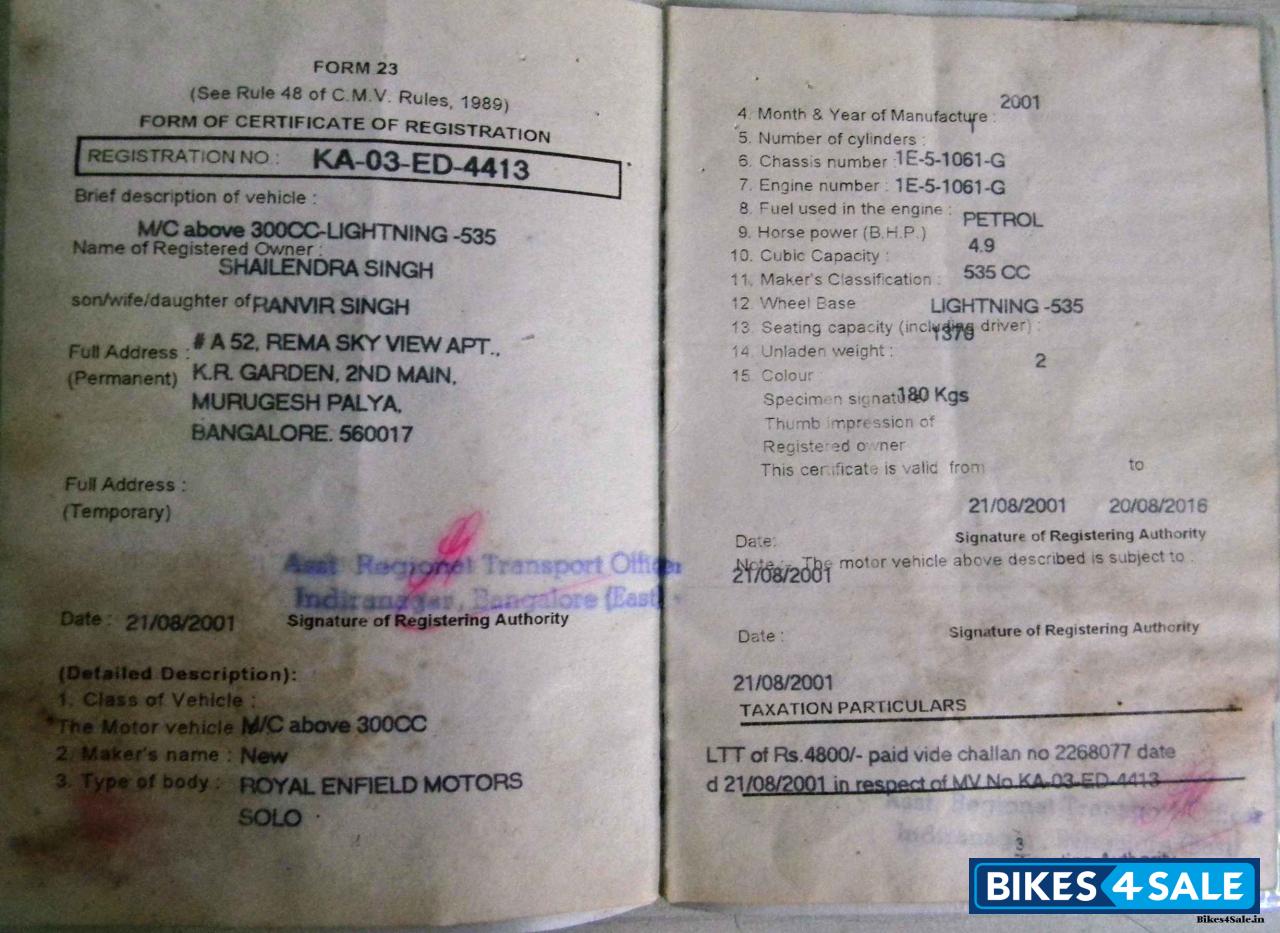 FORM 23
(See Rule 48 of C.M.V. Rules, 1989)
FORM OF CERTIFICATE OF REGISTRATION
REGISTRATION NO : KA-03-ED-4413
Brief description of vehicle :
M/C above 300CC-LIGHTNING -535
Name of Registered Owner :
SHAILENDRA SINGH
son/wife/daughter of RANVIR SINGH
Full Address : # A 52, REMA SKY VIEW APT.,
(Permanent) K.R. GARDEN, 2ND MAIN,
MURUGESH PALYA,
BANGALORE. 560017
Full Address :
(Temporary)
Asst Regional Transport Officer
Indiranagar, Bangalore (East)
Date : 21/08/2001 Signature of Registering Authority
(Detailed Description):
1. Class of Vehicle :
The Motor vehicle M/C above 300CC
2. Maker's name : New
3. Type of body : ROYAL ENFIELD MOTORS
SOLO
4. Month & Year of Manufacture : 2001
5. Number of cylinders : 1
6. Chassis number : 1E-5-1061-G
7. Engine number : 1E-5-1061-G
8. Fuel used in the engine : PETROL
9. Horse power (B.H.P.)
4.9
10. Cubic Capacity :
11. Maker's Classification : 535 CC
12. Wheel Base LIGHTNING -535
13. Seating capacity (including driver) :
1370
14. Unladen weight : 2
15. Colour
Specimen signature 180 Kgs
Thumb impression of
Registered owner
This certificate is valid from to
21/08/2001 20/08/2016
Date: Signature of Registering Authority
Note :- The motor vehicle above described is subject to :
21/08/2001
Date : Signature of Registering Authority
21/08/2001
TAXATION PARTICULARS
LTT of Rs.4800/- paid vide challan no 2268077 date
d 21/08/2001 in respect of MV No KA-03-ED-4413
Asst Regional Transport
3
BIKES4SALE
Bikes4Sale.in